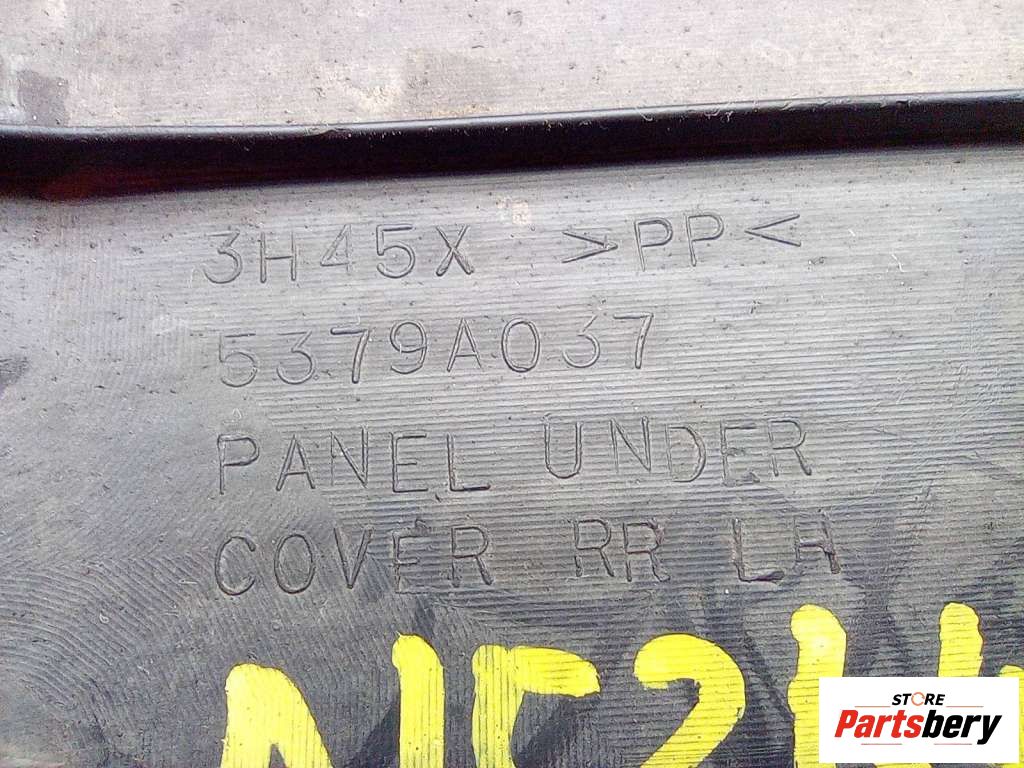 3H45X >PP<
5379A037
PANEL UNDER
COVER RR LH
STORE
Partsbery